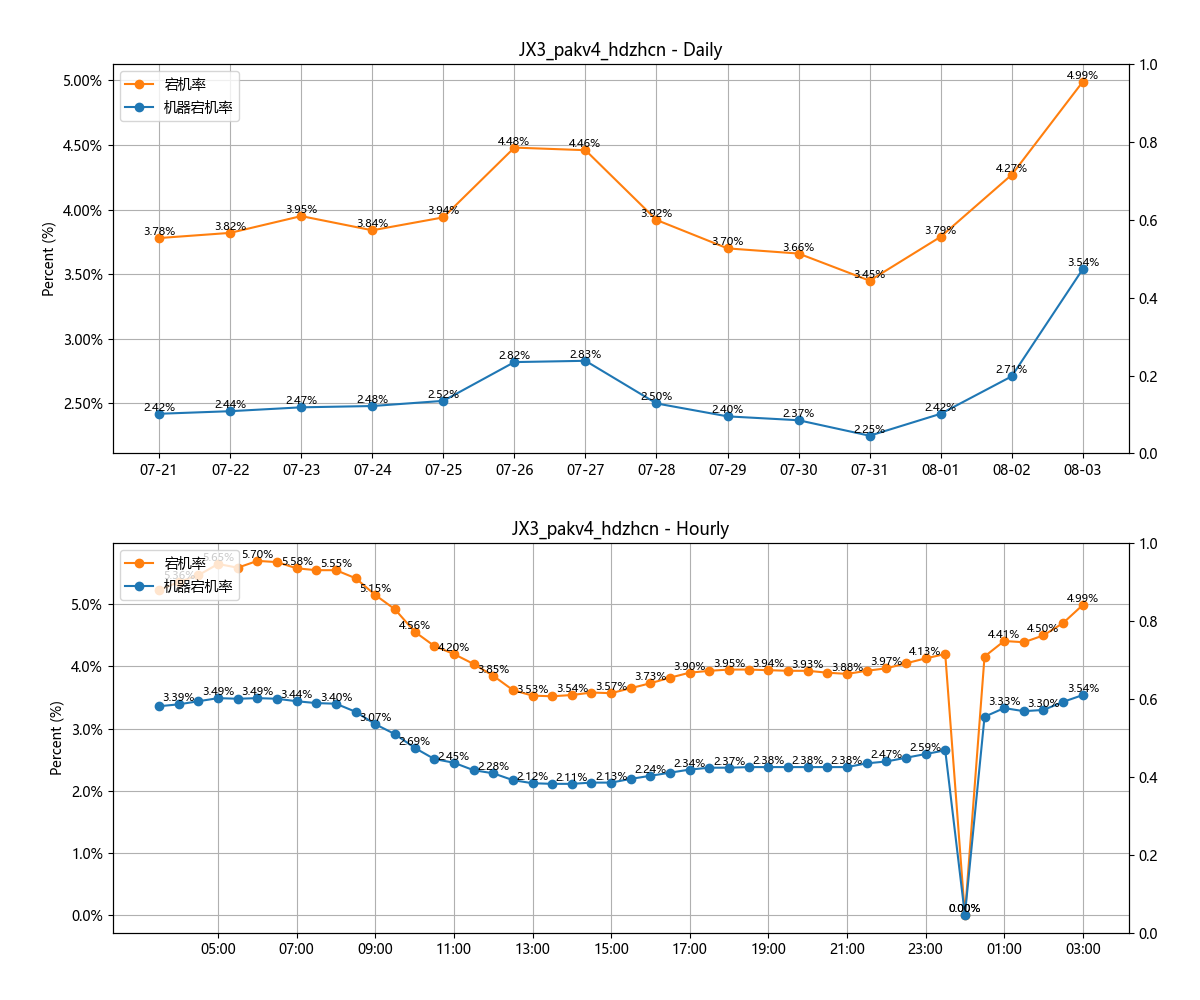 JX3_pakv4_hdzhcn - Daily
宕机率
机器宕机率
Percent (%)
5.00%
4.50%
4.00%
3.50%
3.00%
2.50%
1.0
0.8
0.6
0.4
0.2
0.0
3.78% 3.82% 3.95% 3.84% 3.94% 4.48% 4.46% 3.92% 3.70% 3.66% 3.45% 3.79% 4.27% 4.99%
2.42% 2.44% 2.47% 2.48% 2.52% 2.82% 2.83% 2.50% 2.40% 2.37% 2.25% 2.42% 2.71% 3.54%
07-21 07-22 07-23 07-24 07-25 07-26 07-27 07-28 07-29 07-30 07-31 08-01 08-02 08-03
JX3_pakv4_hdzhcn - Hourly
宕机率
机器宕机率
Percent (%)
5.0%
4.0%
3.0%
2.0%
1.0%
0.0%
1.0
0.8
0.6
0.4
0.2
0.0
5.65% 5.70% 5.58% 5.55% 5.15% 4.56% 4.20% 3.85% 3.53% 3.54% 3.57% 3.73% 3.90% 3.95% 3.94% 3.93% 3.88% 3.97% 4.13% 0.00% 4.41% 4.50% 4.99%
3.39% 3.49% 3.49% 3.44% 3.40% 3.07% 2.69% 2.45% 2.28% 2.12% 2.11% 2.13% 2.24% 2.34% 2.37% 2.38% 2.38% 2.38% 2.47% 2.59% 0.00% 3.33% 3.30% 3.54%
05:00 07:00 09:00 11:00 13:00 15:00 17:00 19:00 21:00 23:00 01:00 03:00